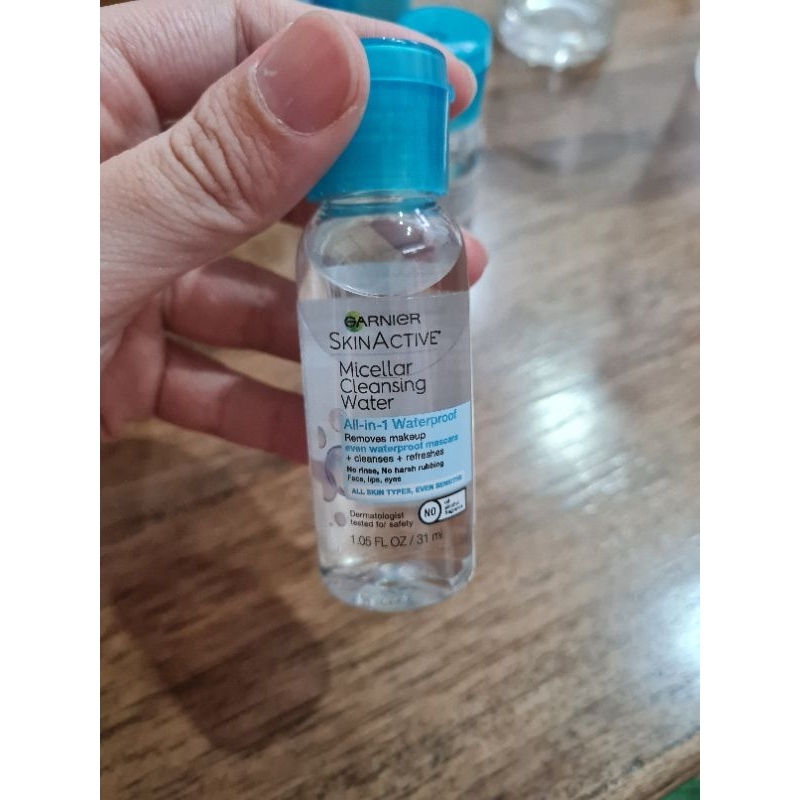 GARNIER
SKINACTIVE
Micellar
Cleansing
Water
All-in-1 Waterproof
Removes makeup
even waterproof mascara
+ cleanses + refreshes
No rinse, No harsh rubbing
Face, lips, eyes
ALL SKIN TYPES, EVEN SENSITIVE
Dermatologist
tested for safety
NO
1.05 FL OZ / 31 ml